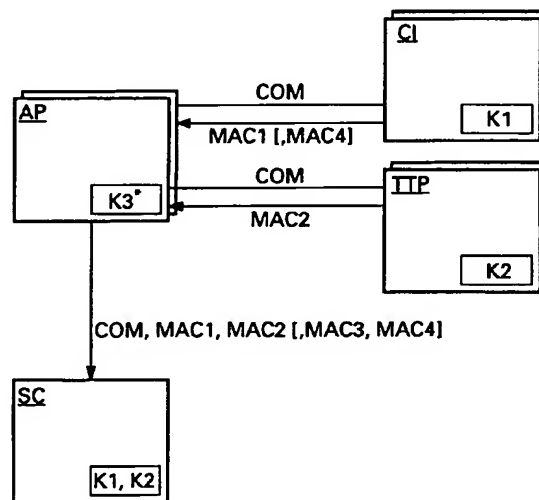 CI
COM
AP
K1
MAC1 [,MAC4]
COM
TTP
K3*
MAC2
K2
COM, MAC1, MAC2 [,MAC3, MAC4]
SC
K1, K2